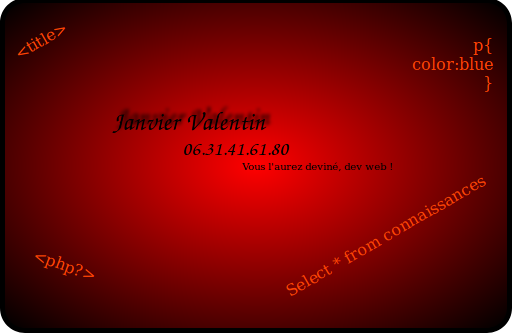 <title>
p{
color:blue
}
Janvier Valentin
06.31.41.61.80
Vous l'aurez deviné, dev web !
Select * from connaissances
<php?>